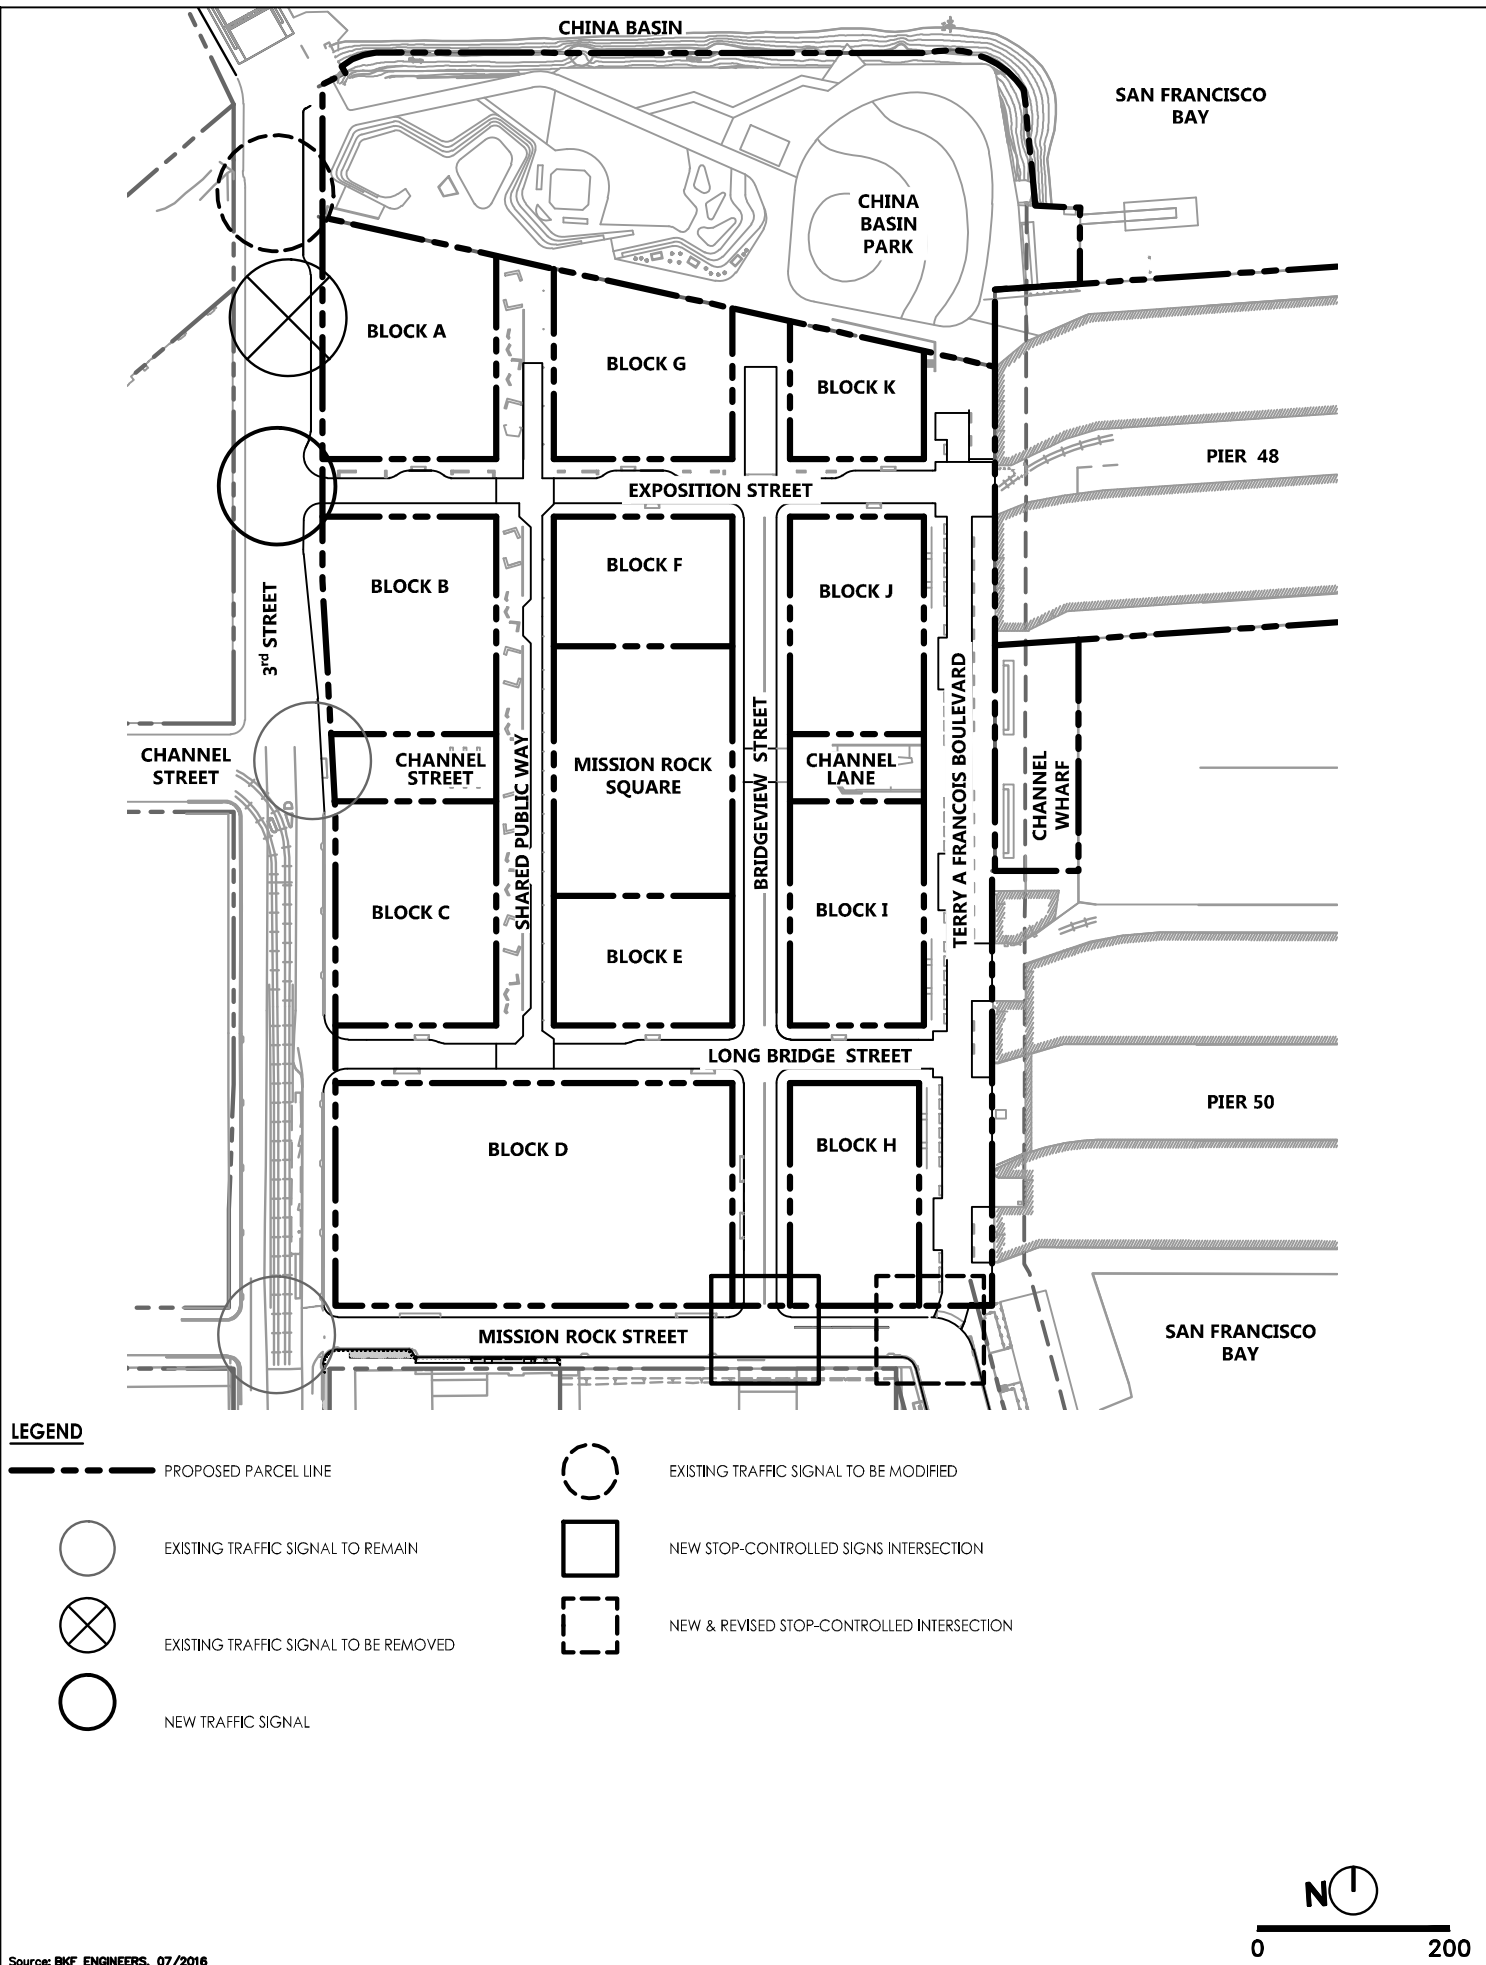 CHINA BASIN
SAN FRANCISCO
BAY
CHINA
BASIN
PARK
BLOCK A
BLOCK G
BLOCK K
PIER 48
EXPOSITION STREET
BLOCK B
BLOCK F
BLOCK J
3rd STREET
CHANNEL
STREET
CHANNEL
STREET
SHARED PUBLIC WAY
MISSION ROCK
SQUARE
BRIDGEVIEW STREET
CHANNEL
LANE
TERRY A FRANCOIS BOULEVARD
CHANNEL
WHARF
BLOCK C
BLOCK E
BLOCK I
LONG BRIDGE STREET
PIER 50
BLOCK D
BLOCK H
MISSION ROCK STREET
SAN FRANCISCO
BAY
LEGEND
PROPOSED PARCEL LINE
EXISTING TRAFFIC SIGNAL TO REMAIN
EXISTING TRAFFIC SIGNAL TO BE REMOVED
NEW TRAFFIC SIGNAL
EXISTING TRAFFIC SIGNAL TO BE MODIFIED
NEW STOP-CONTROLLED SIGNS INTERSECTION
NEW & REVISED STOP-CONTROLLED INTERSECTION
N
0 200
Source: BKF ENGINEERS, 07/2016